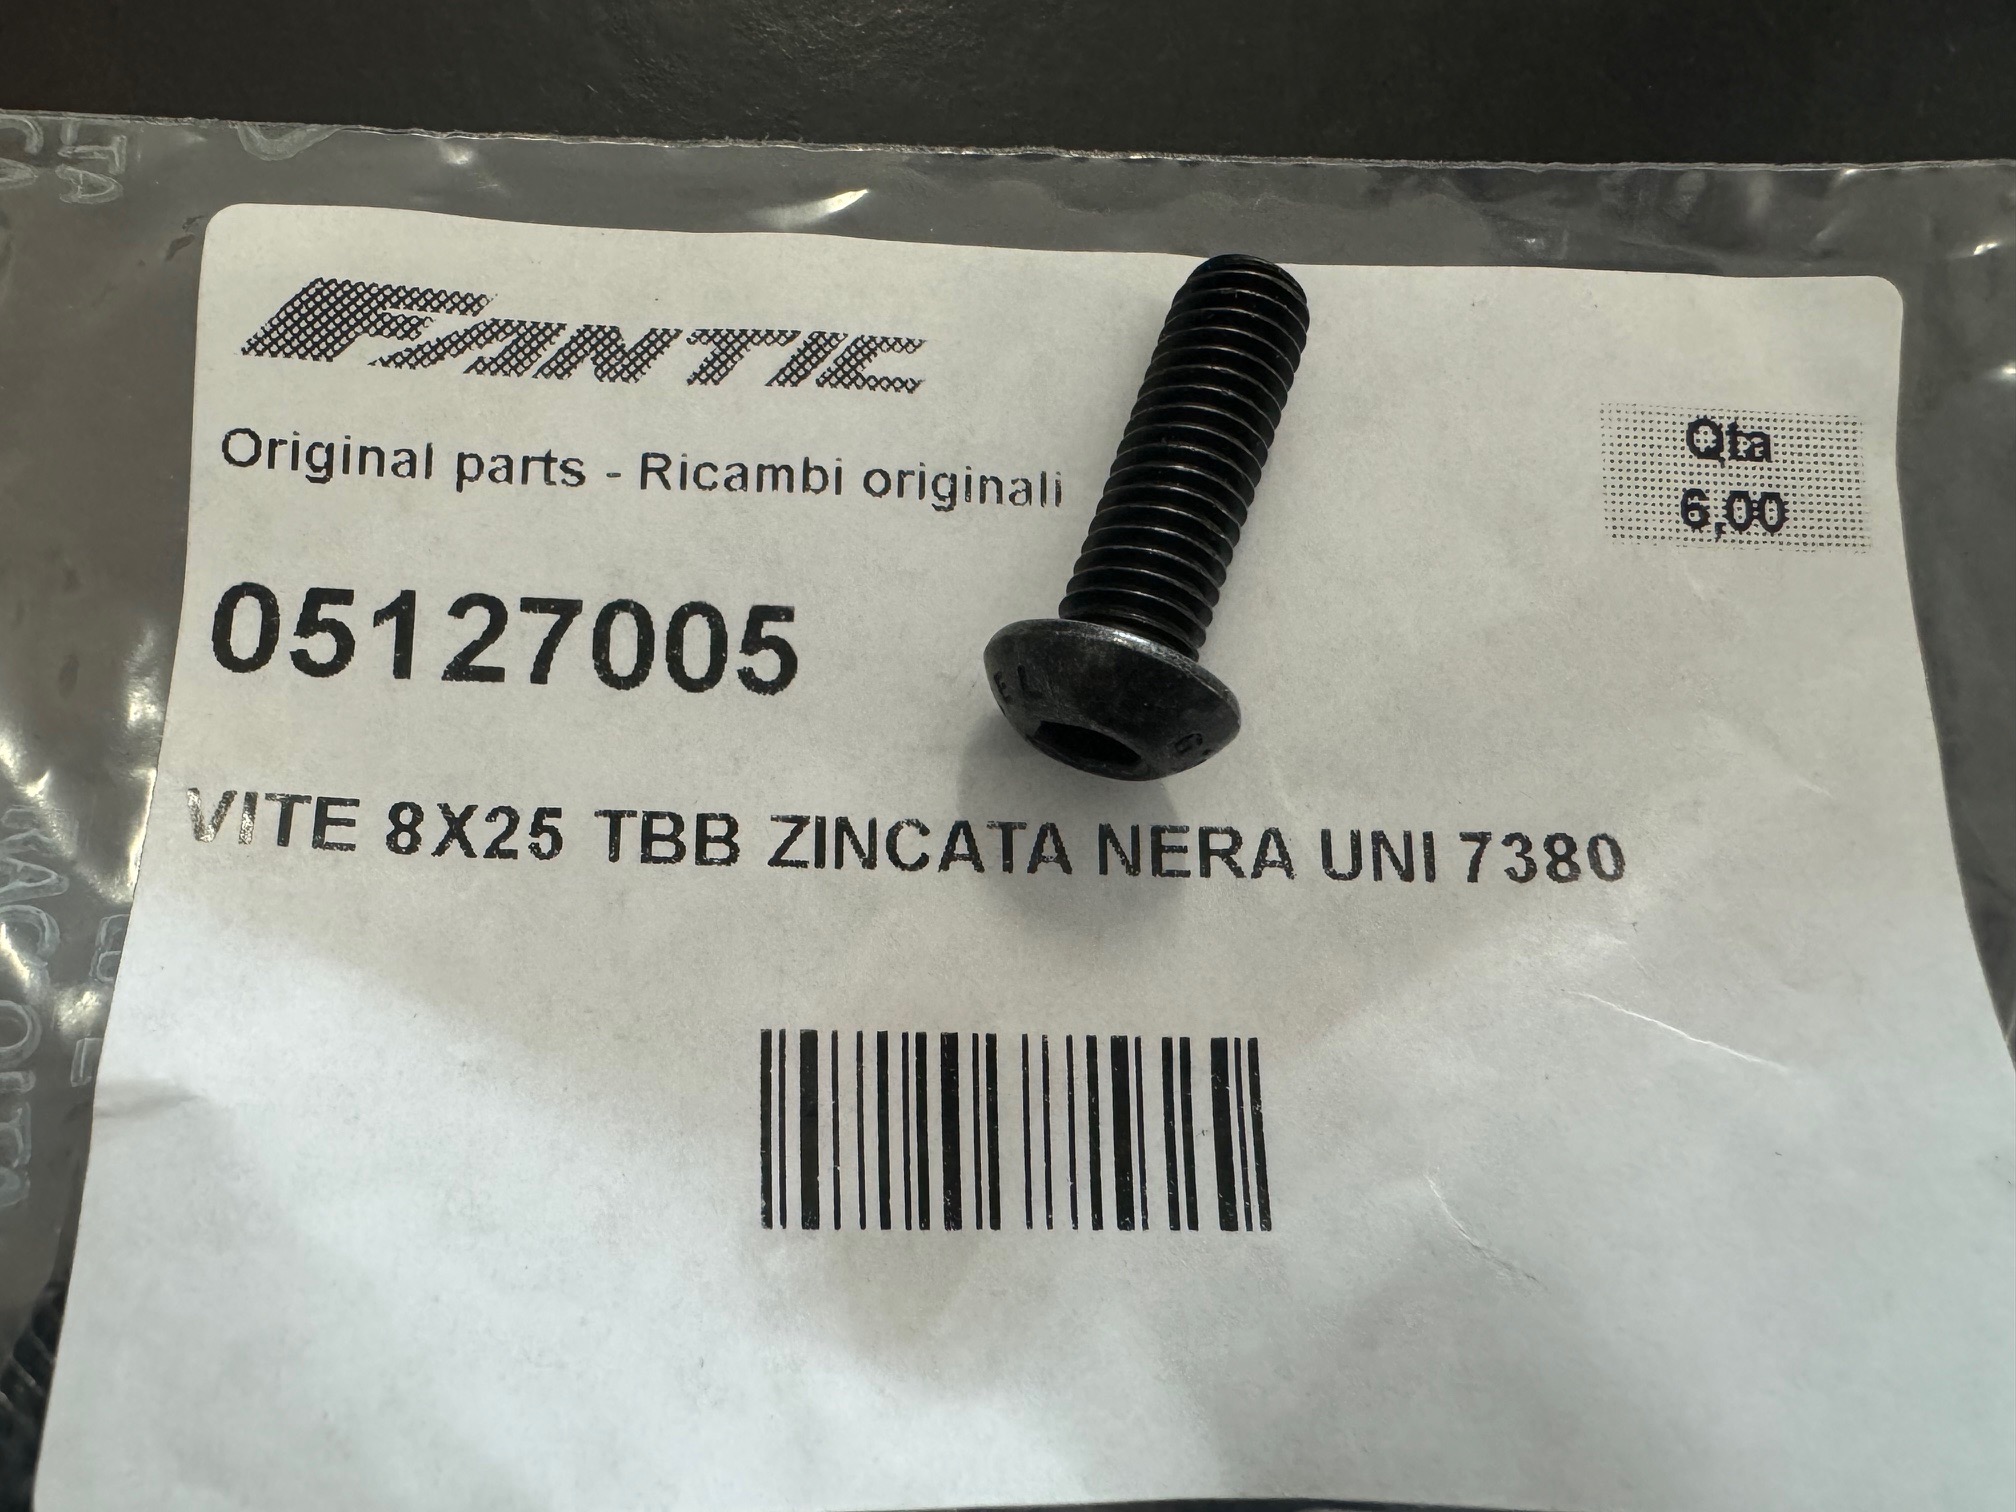 FANTIC
Original parts - Ricambi originali
Qta
6,00
05127005
VITE 8X25 TBB ZINCATA NERA UNI 7380